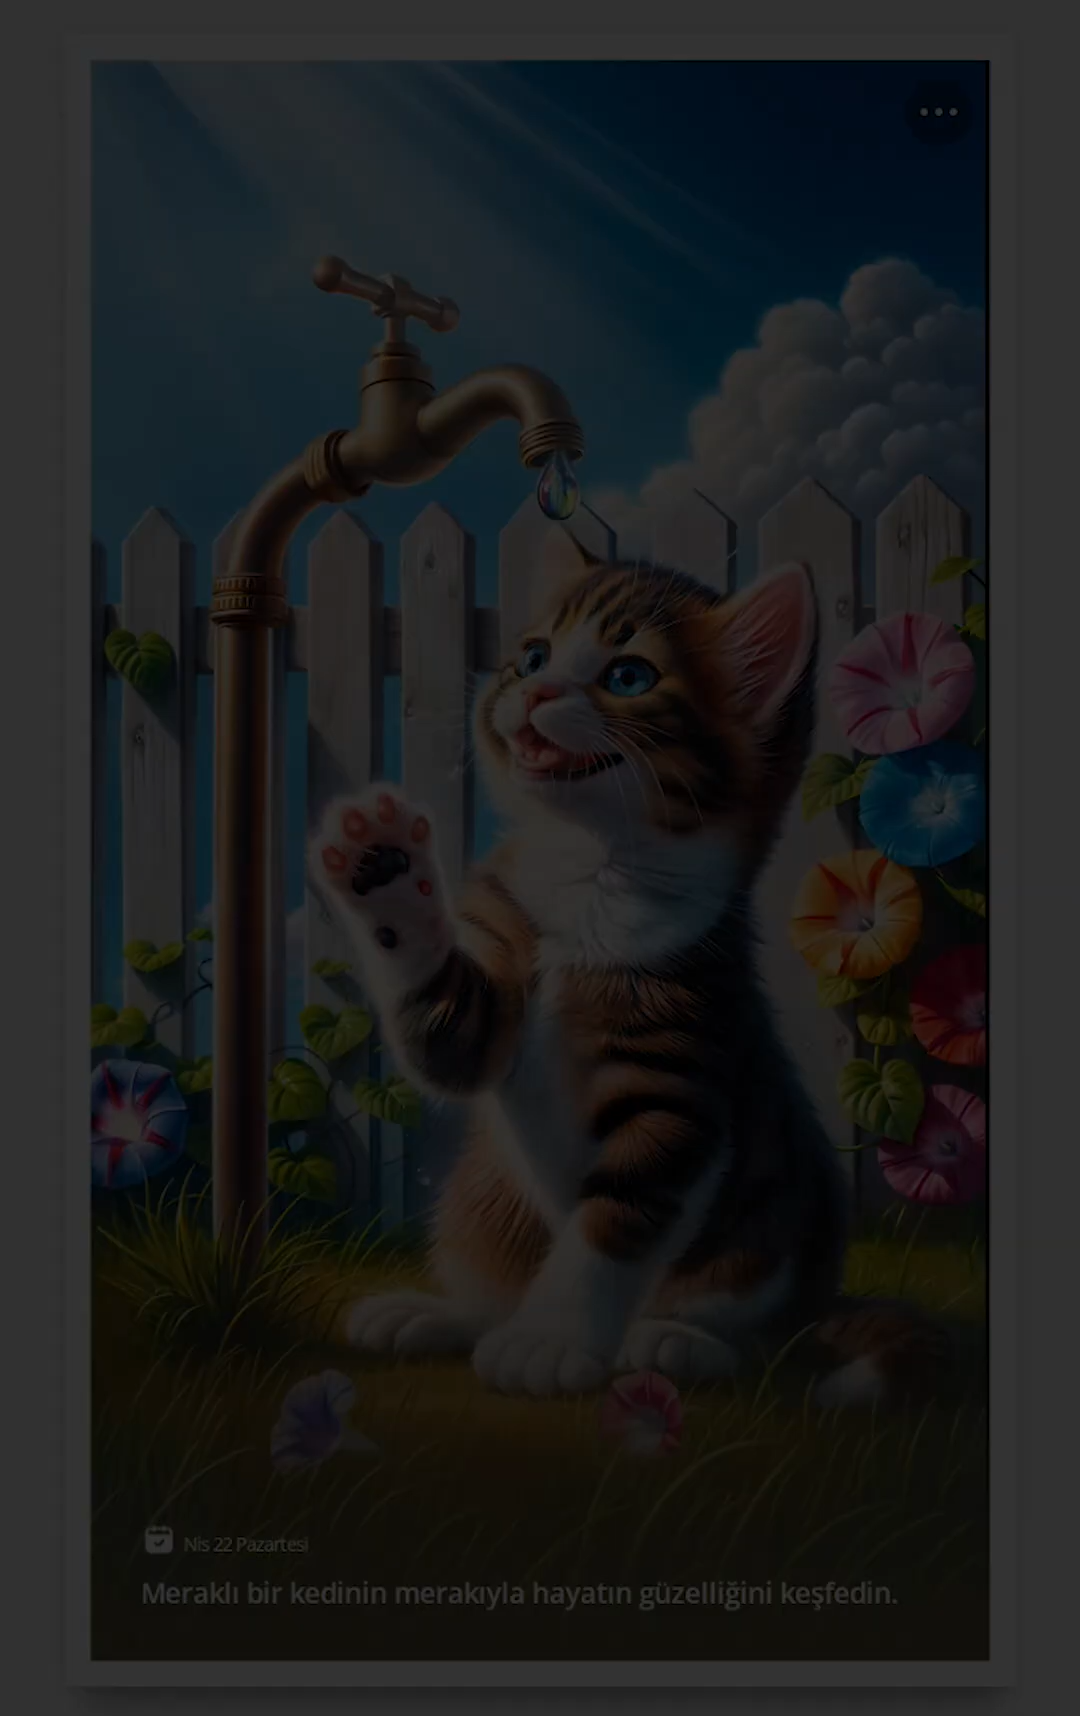 Nis 22 Pazartesi
Meraklı bir kedinin merakıyla hayatın güzelliğini keşfedin.